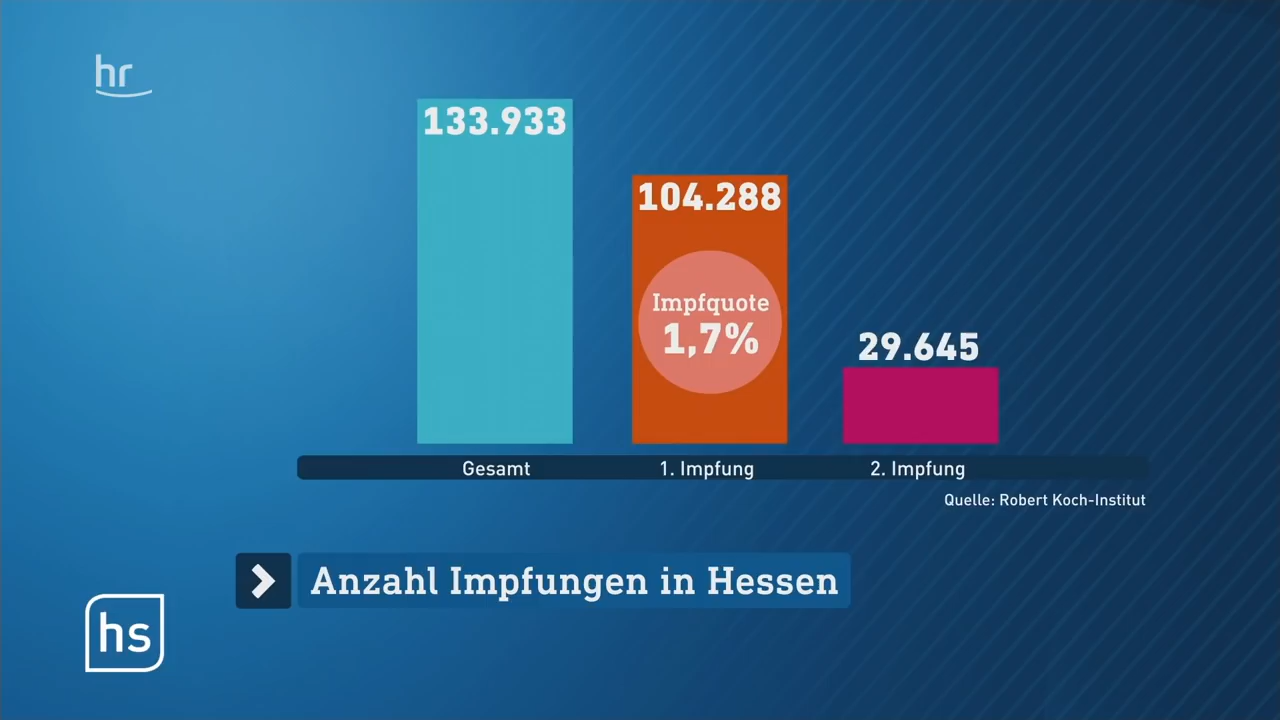 hr
133.933
104.288
Impfquote
1,7%
29.645
Gesamt
1. Impfung
2. Impfung
Quelle: Robert Koch-Institut
Anzahl Impfungen in Hessen
hs